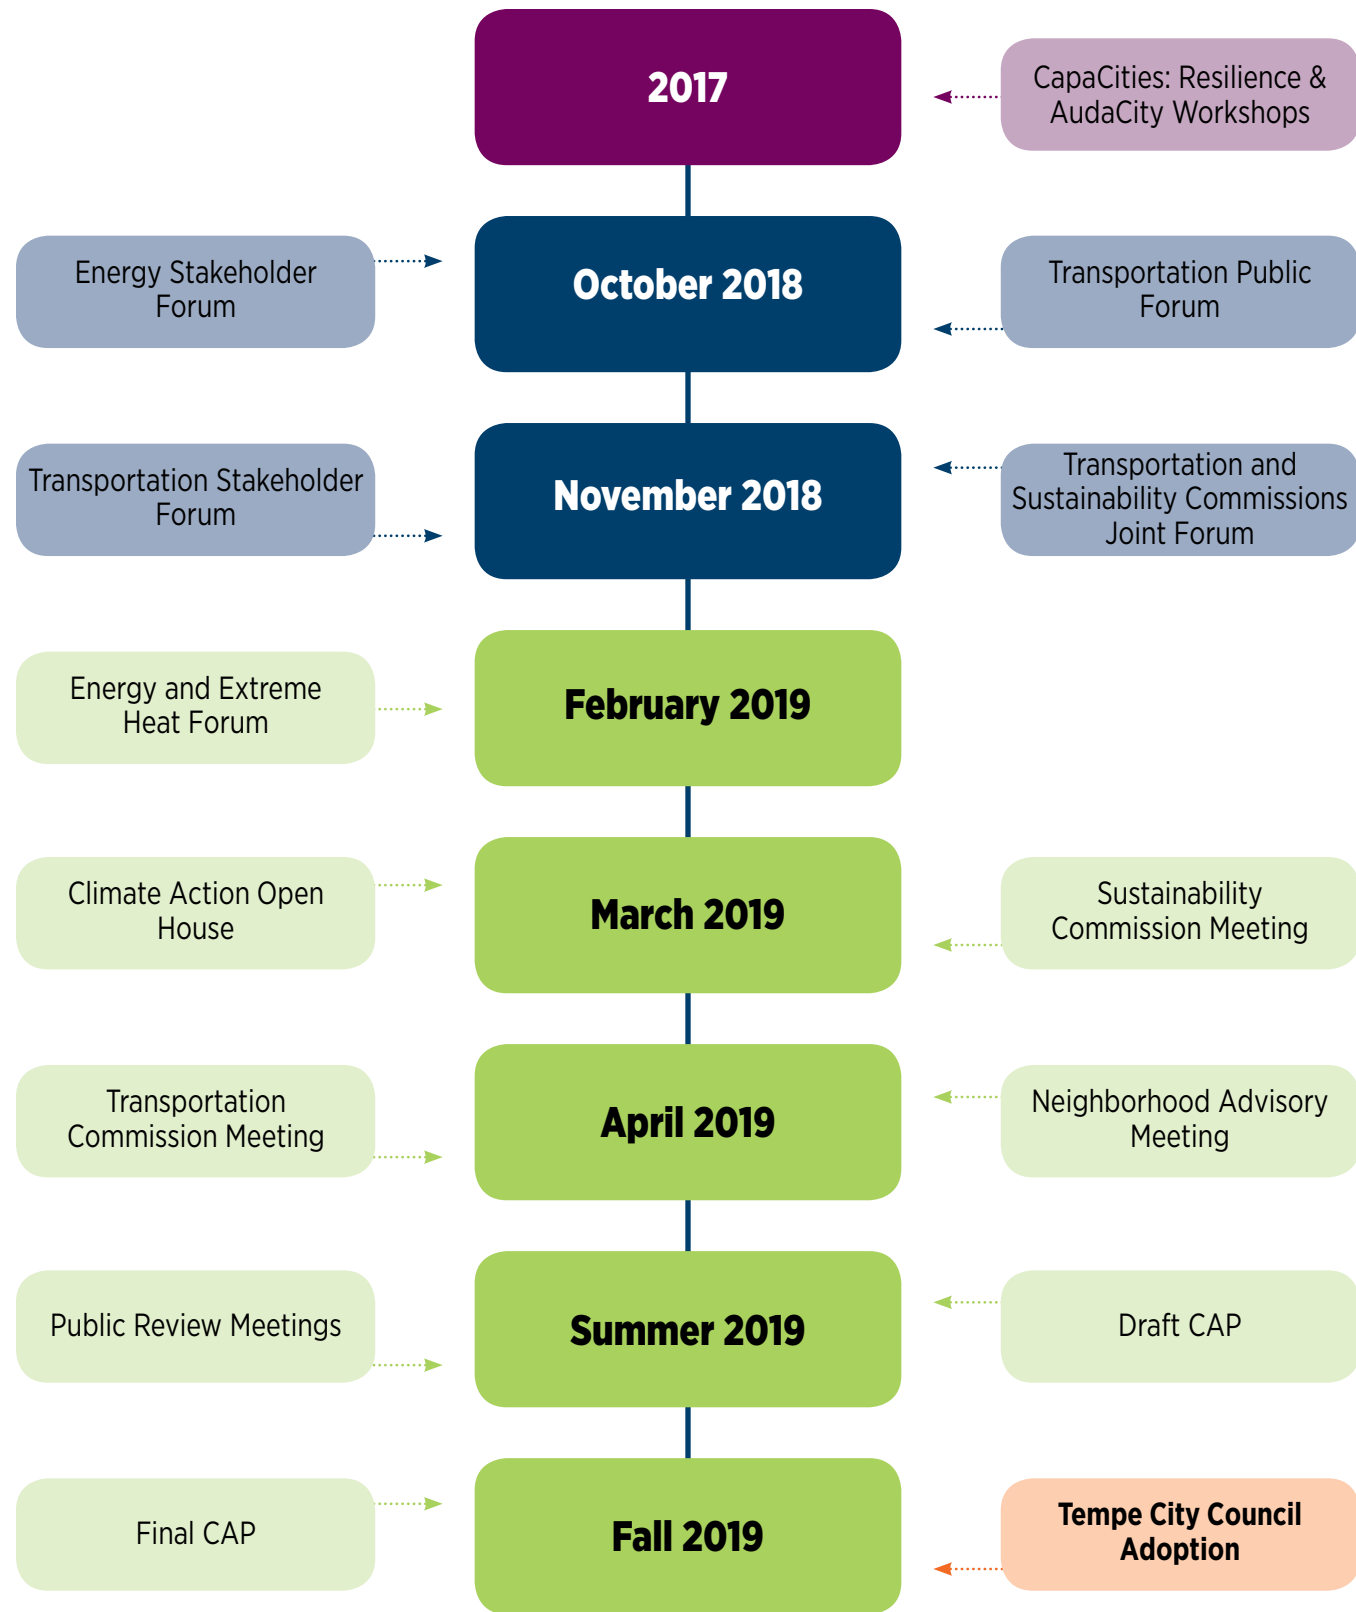 2017
CapaCities: Resilience &
AudaCity Workshops
Energy Stakeholder
Forum
October 2018
Transportation Public
Forum
Transportation Stakeholder
Forum
November 2018
Transportation and
Sustainability Commissions
Joint Forum
Energy and Extreme
Heat Forum
February 2019
Climate Action Open
House
March 2019
Sustainability
Commission Meeting
Transportation
Commission Meeting
April 2019
Neighborhood Advisory
Meeting
Public Review Meetings
Summer 2019
Draft CAP
Final CAP
Fall 2019
Tempe City Council
Adoption